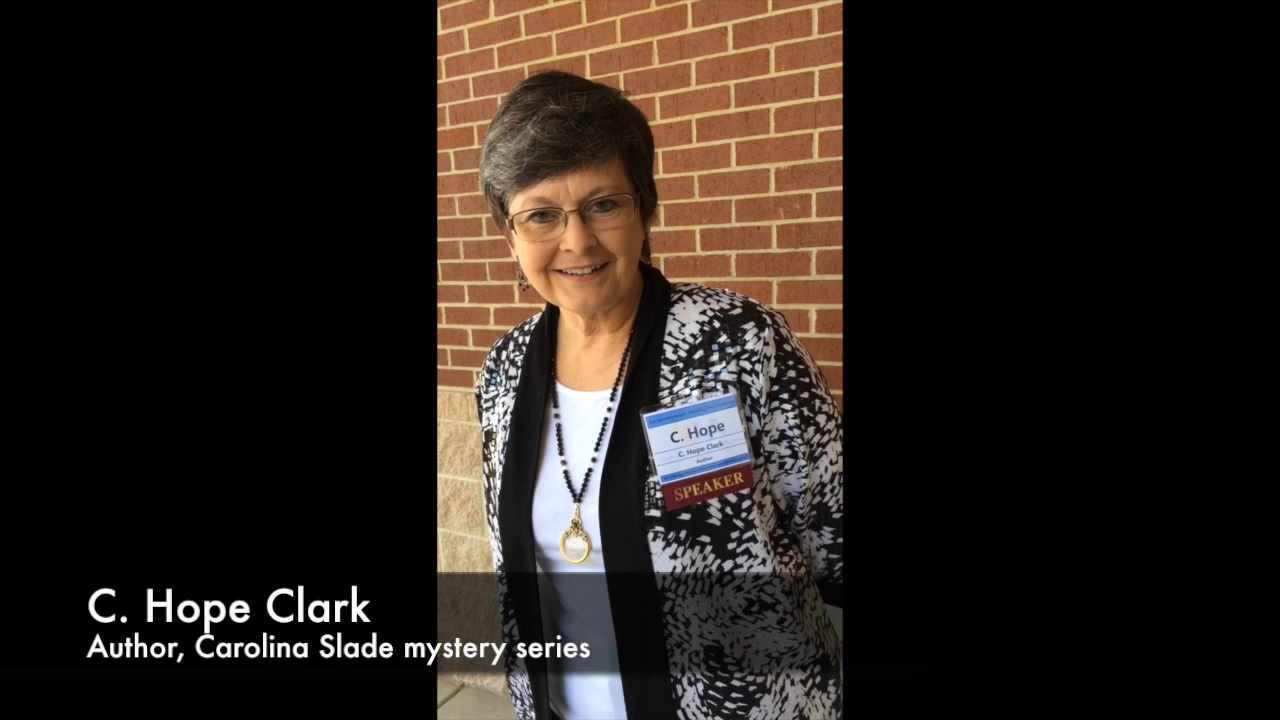 C. Hope
C. Hope Clark
Author
SPEAKER
C. Hope Clark
Author, Carolina Slade mystery series